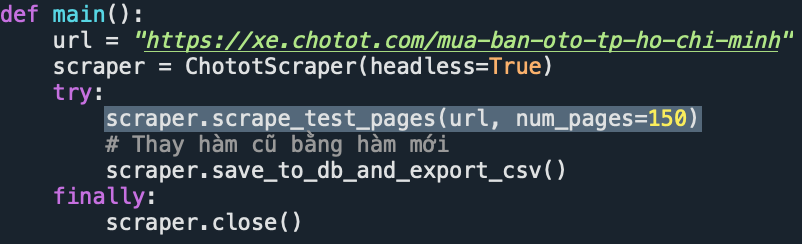 def main():
    url = "https://xe.chotot.com/mua-ban-oto-tp-ho-chi-minh"
    scraper = ChototScraper(headless=True)
    try:
        scraper.scrape_test_pages(url, num_pages=150)
        # Thay hàm cũ bằng hàm mới
        scraper.save_to_db_and_export_csv()
    finally:
        scraper.close()